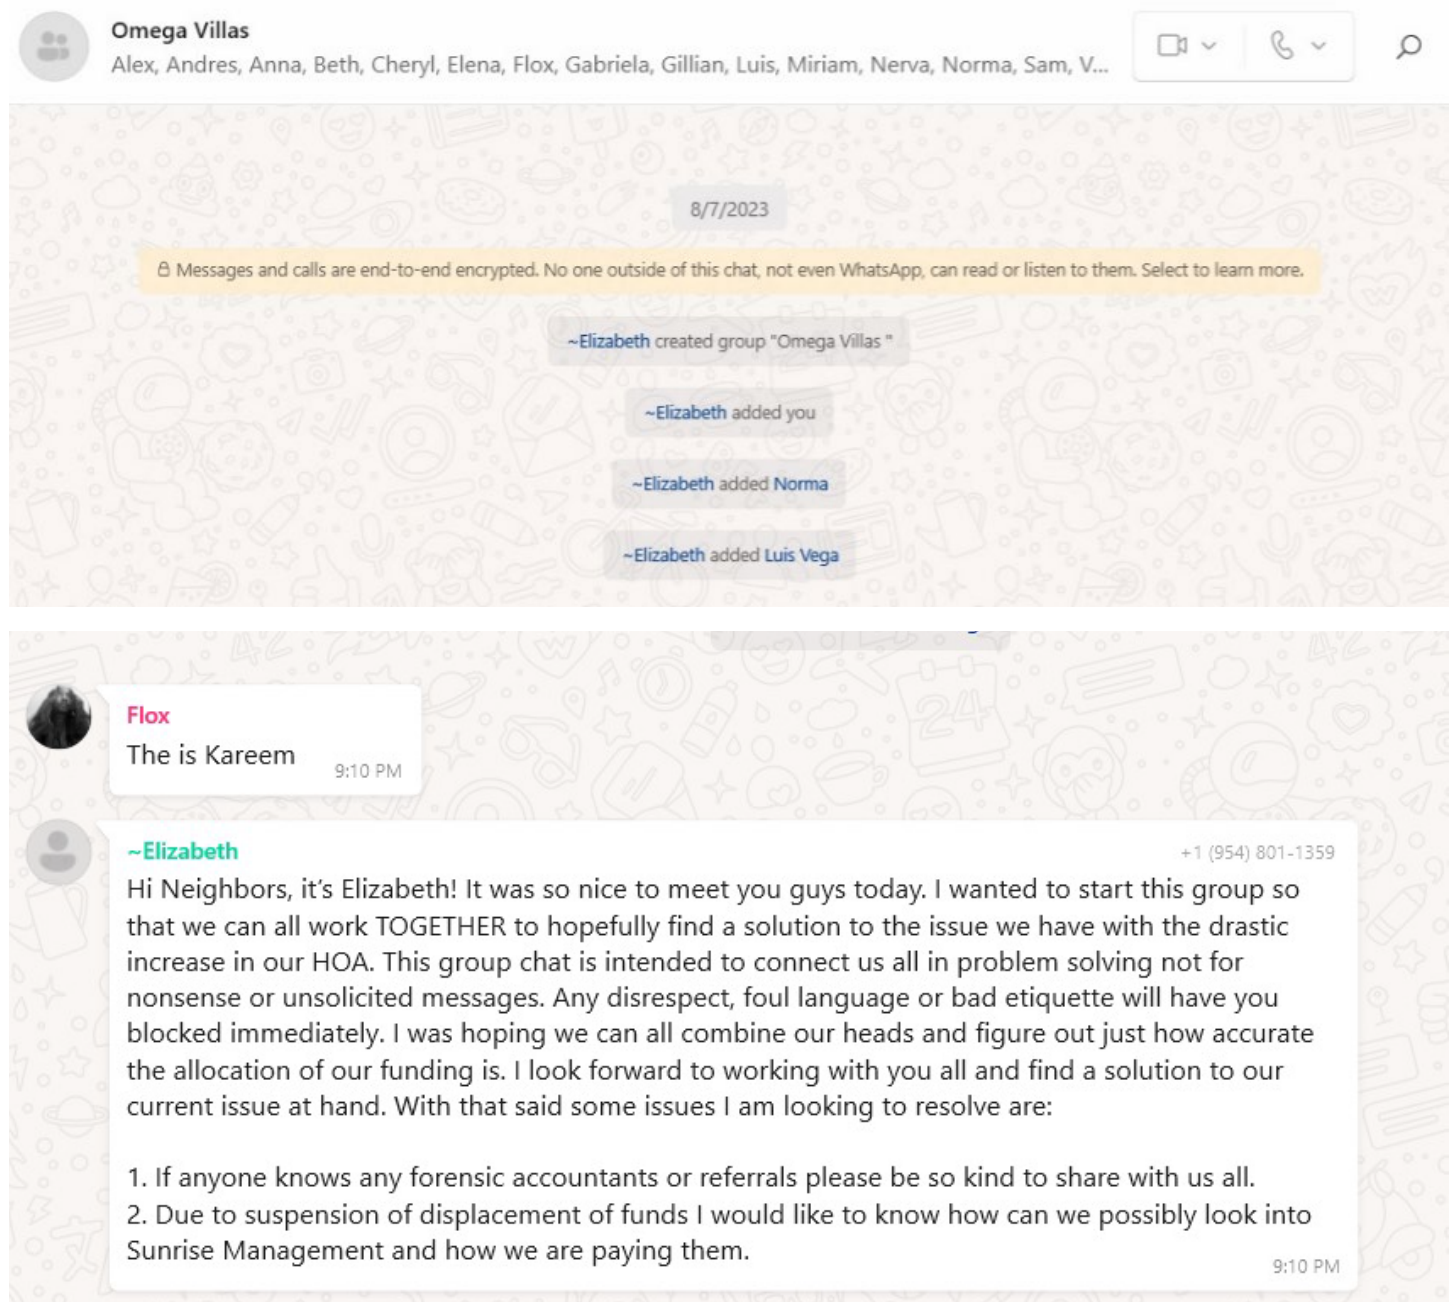 Omega Villas
Alex, Andres, Anna, Beth, Cheryl, Elena, Flox, Gabriela, Gillian, Luis, Miriam, Nerva, Norma, Sam, V...
8/7/2023
Messages and calls are end-to-end encrypted. No one outside of this chat, not even WhatsApp, can read or listen to them. Select to learn more.
~Elizabeth created group "Omega Villas "
~Elizabeth added you
~Elizabeth added Norma
~Elizabeth added Luis Vega
Flox
The is Kareem
9:10 PM
~Elizabeth
+1 (954) 801-1359
Hi Neighbors, it’s Elizabeth! It was so nice to meet you guys today. I wanted to start this group so
that we can all work TOGETHER to hopefully find a solution to the issue we have with the drastic
increase in our HOA. This group chat is intended to connect us all in problem solving not for
nonsense or unsolicited messages. Any disrespect, foul language or bad etiquette will have you
blocked immediately. I was hoping we can all combine our heads and figure out just how accurate
the allocation of our funding is. I look forward to working with you all and find a solution to our
current issue at hand. With that said some issues I am looking to resolve are:
1. If anyone knows any forensic accountants or referrals please be so kind to share with us all.
2. Due to suspension of displacement of funds I would like to know how can we possibly look into
Sunrise Management and how we are paying them.
9:10 PM